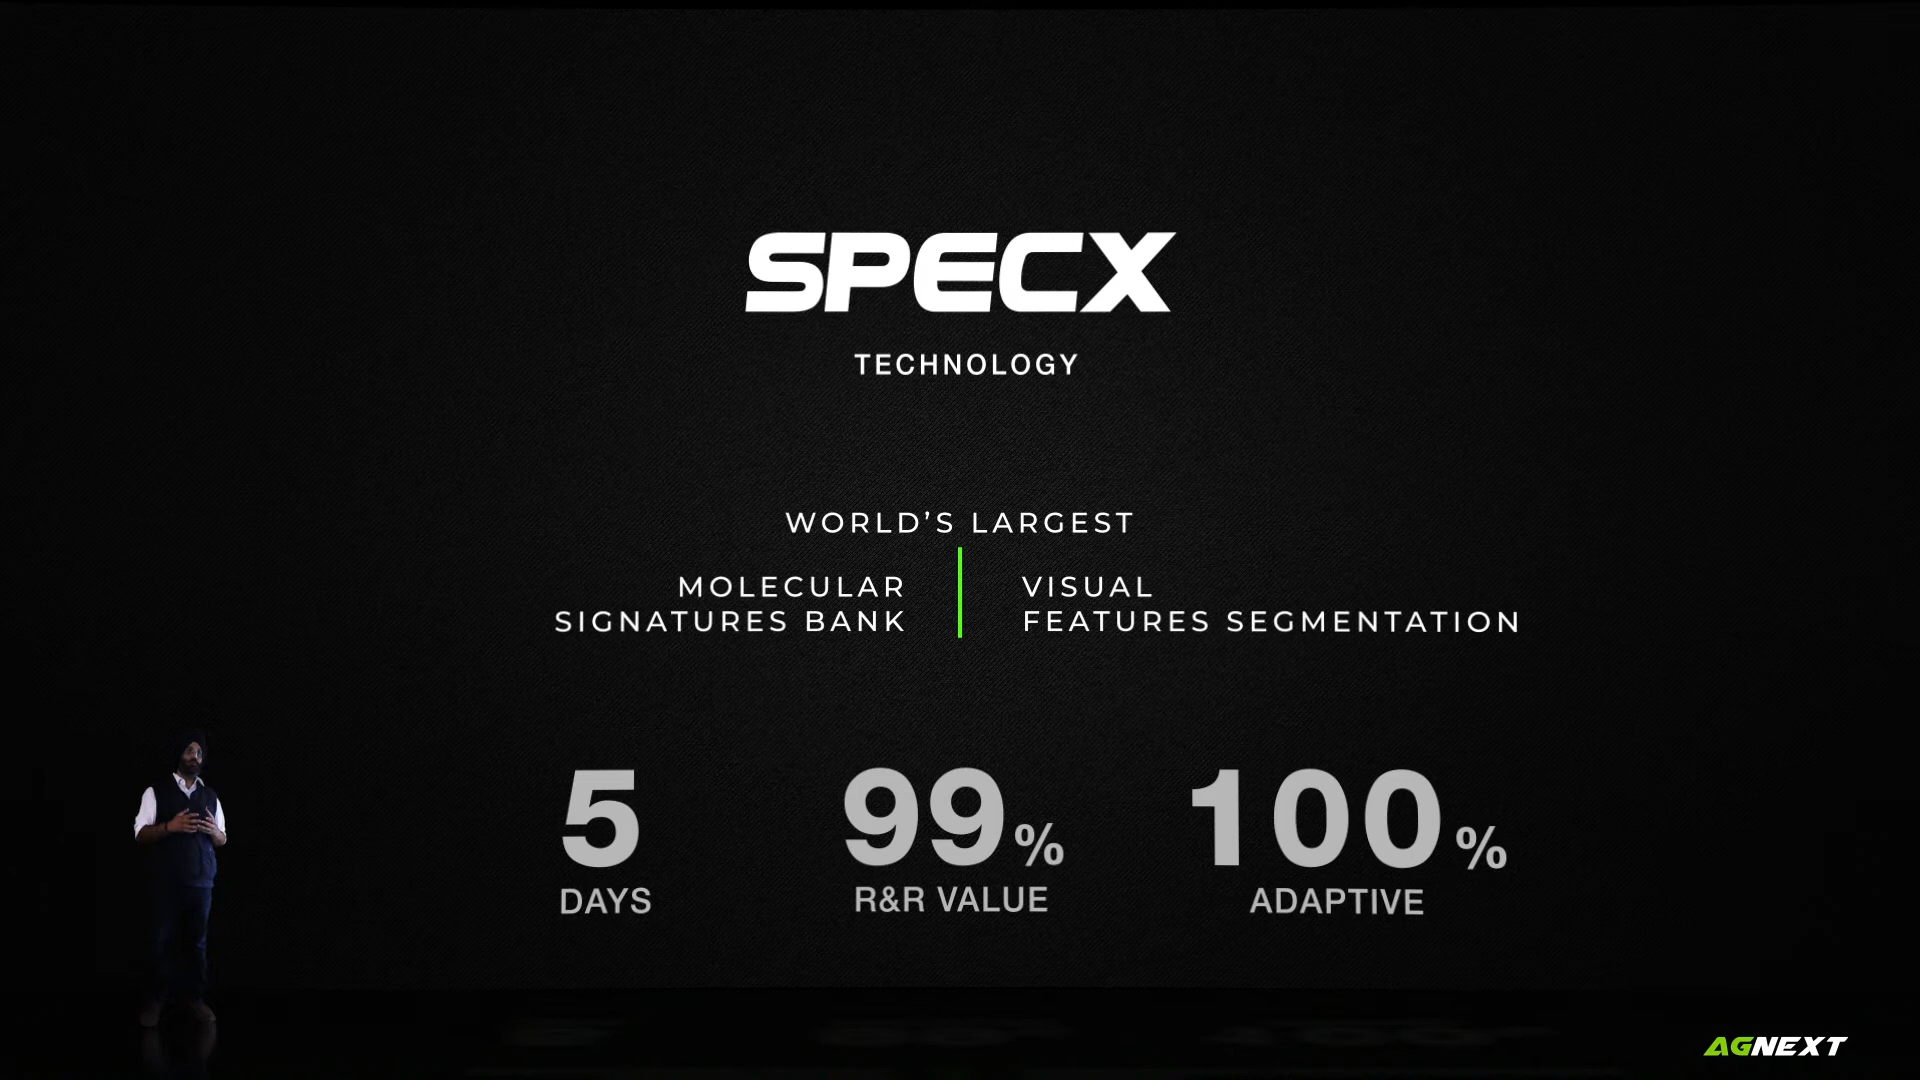 SPECX
TECHNOLOGY
WORLD’S LARGEST
MOLECULAR
SIGNATURES BANK
VISUAL
FEATURES SEGMENTATION
5
DAYS
99%
R&R VALUE
100%
ADAPTIVE
AGNEXT